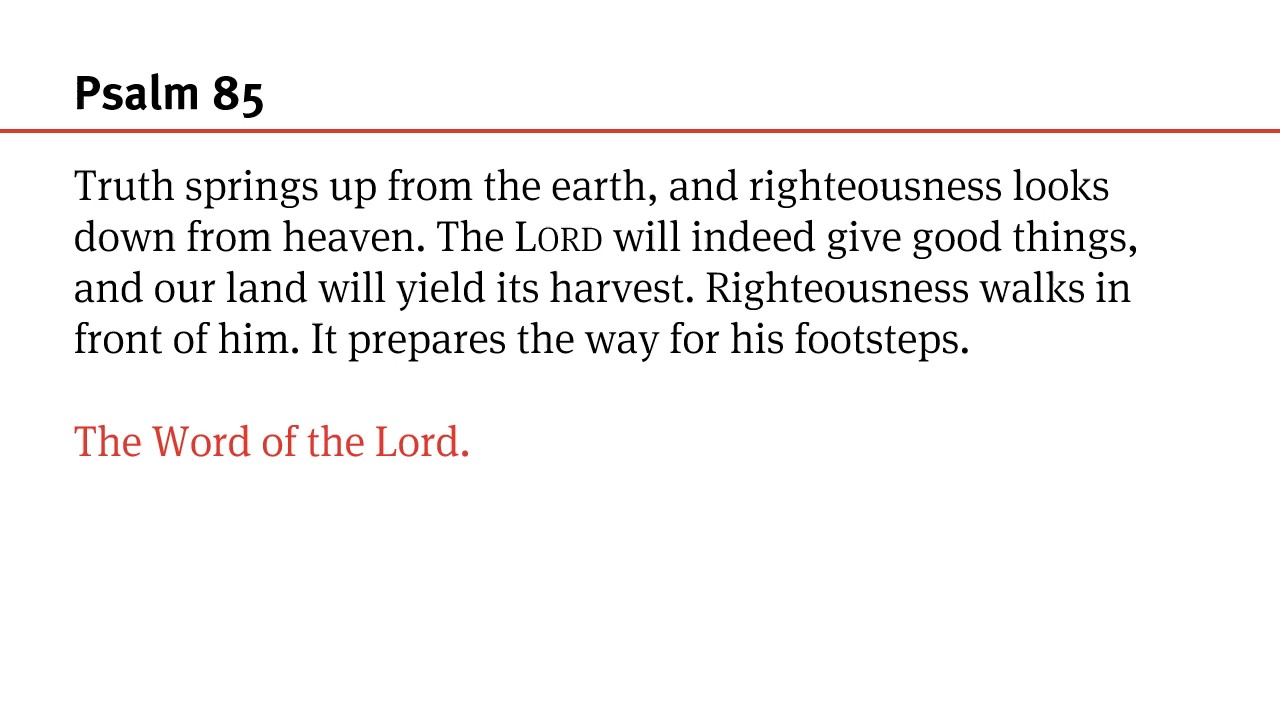 Psalm 85
Truth springs up from the earth, and righteousness looks
down from heaven. The LORD will indeed give good things,
and our land will yield its harvest. Righteousness walks in
front of him. It prepares the way for his footsteps.
The Word of the Lord.